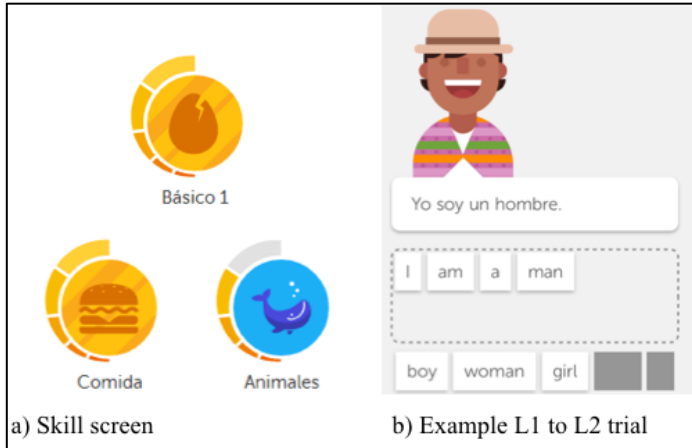 Básico 1
Comida
Animales
a) Skill screen
Yo soy un hombre.
I am a man
boy woman girl
b) Example L1 to L2 trial